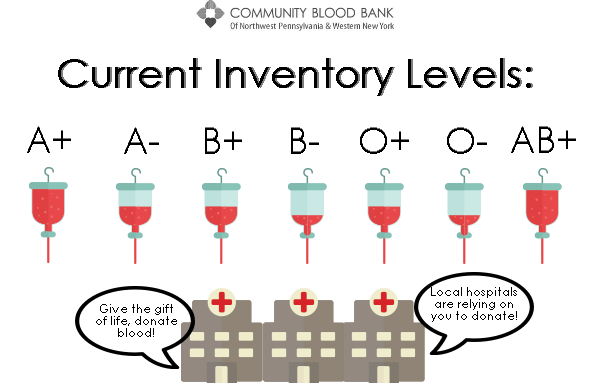 COMMUNITY BLOOD BANK
Of Northwest Pennsylvania & Western New York
Current Inventory Levels:
A+ A- B+ B- O+ O- AB+
Give the gift
of life, donate
blood!
Local hospitals
are relying on
you to donate!